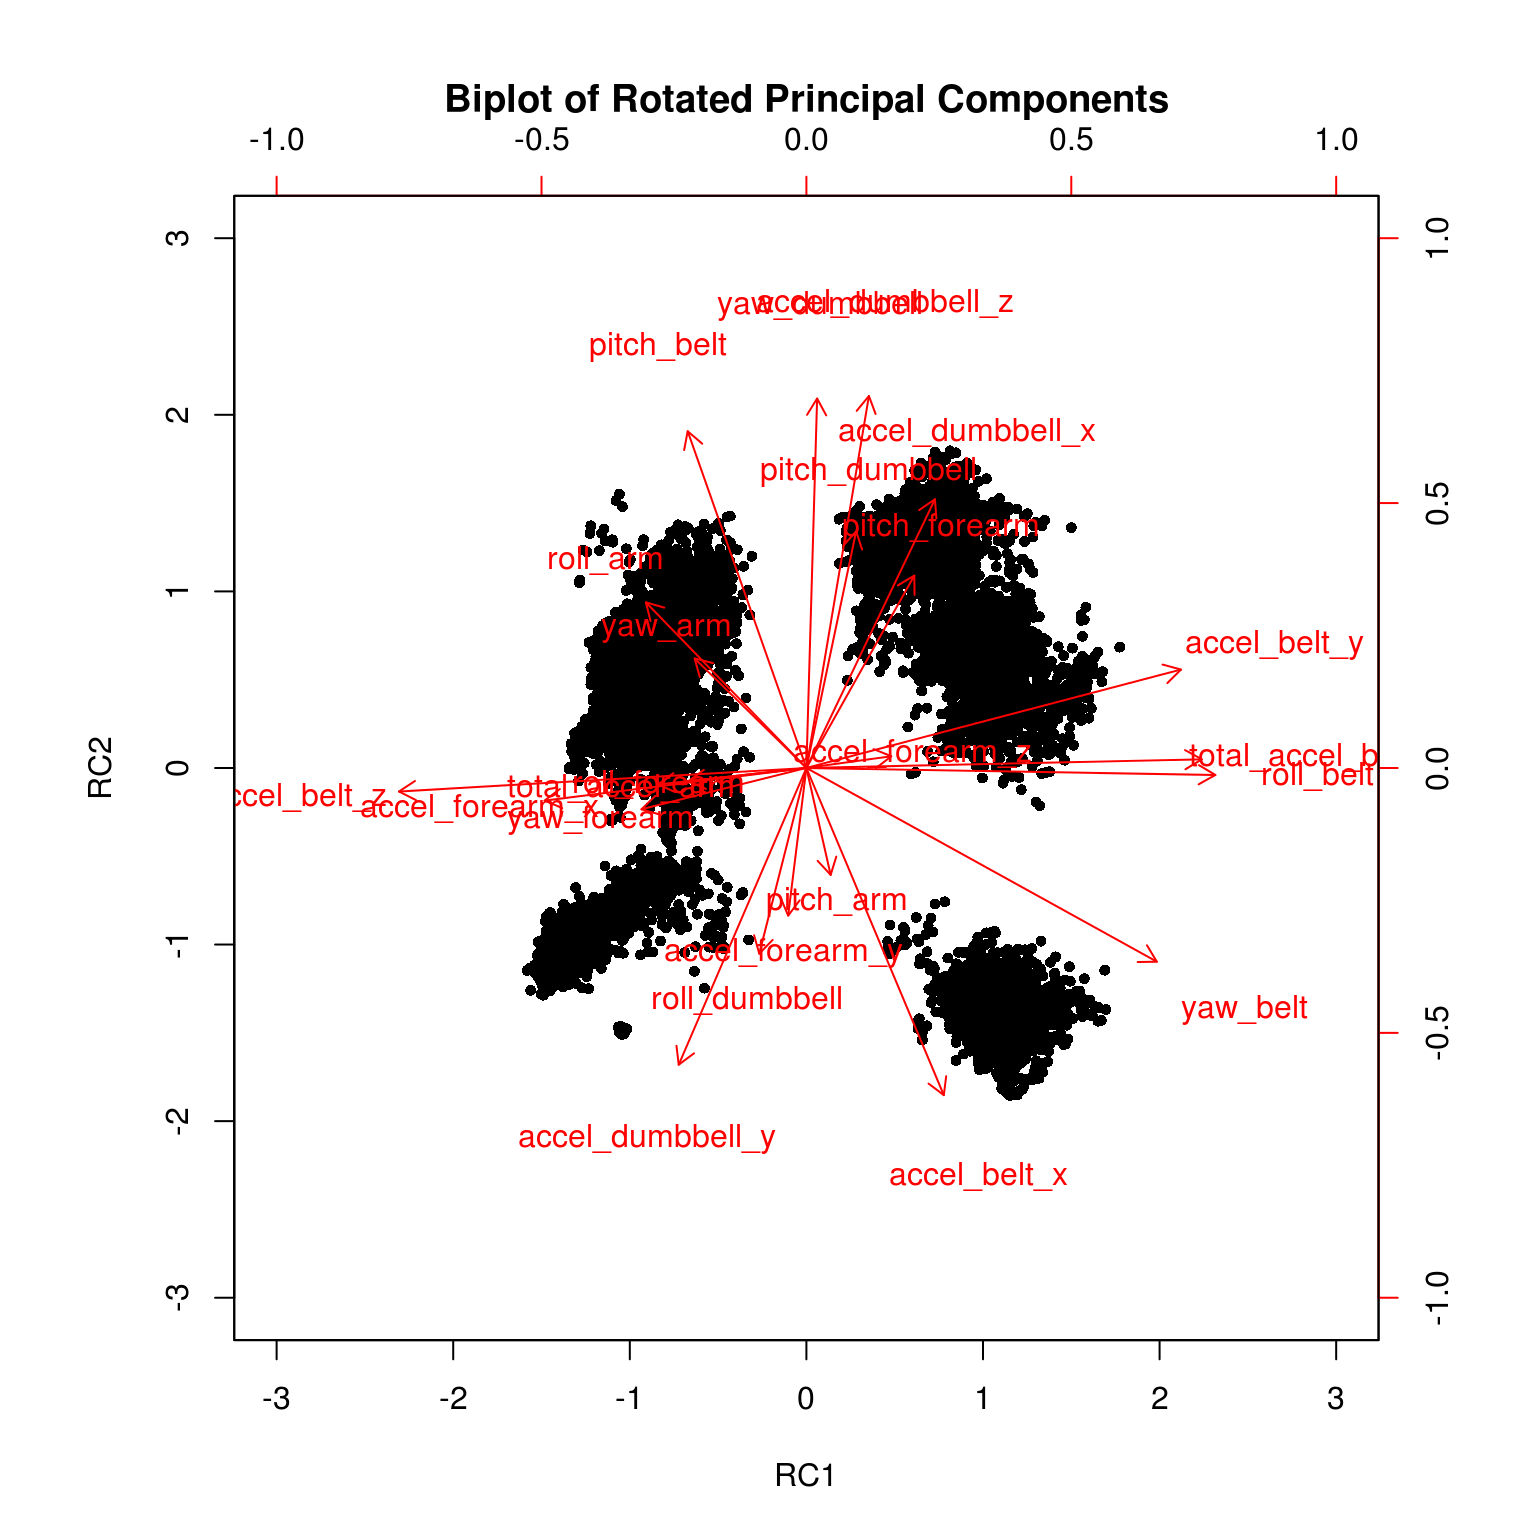 Biplot of Rotated Principal Components
-1.0 -0.5 0.0 0.5 1.0
3 1.0
yaw_dumbbell accel_dumbbell_z
pitch_belt
2
accel_dumbbell_x
pitch_dumbbell
0.5
pitch_forearm
roll_arm
1
yaw_arm
accel_belt_y
accel_forearm_z
total_accel_b
RC2
0 0.0
roll_belt
roll_forearm
ccel_belt_z
accel_forearm_x
yaw_forearm
pitch_arm
-1
accel_forearm_y
roll_dumbbell
yaw_belt
-0.5
-2
accel_dumbbell_y
accel_belt_x
-3 -1.0
-3 -2 -1 0 1 2 3
RC1